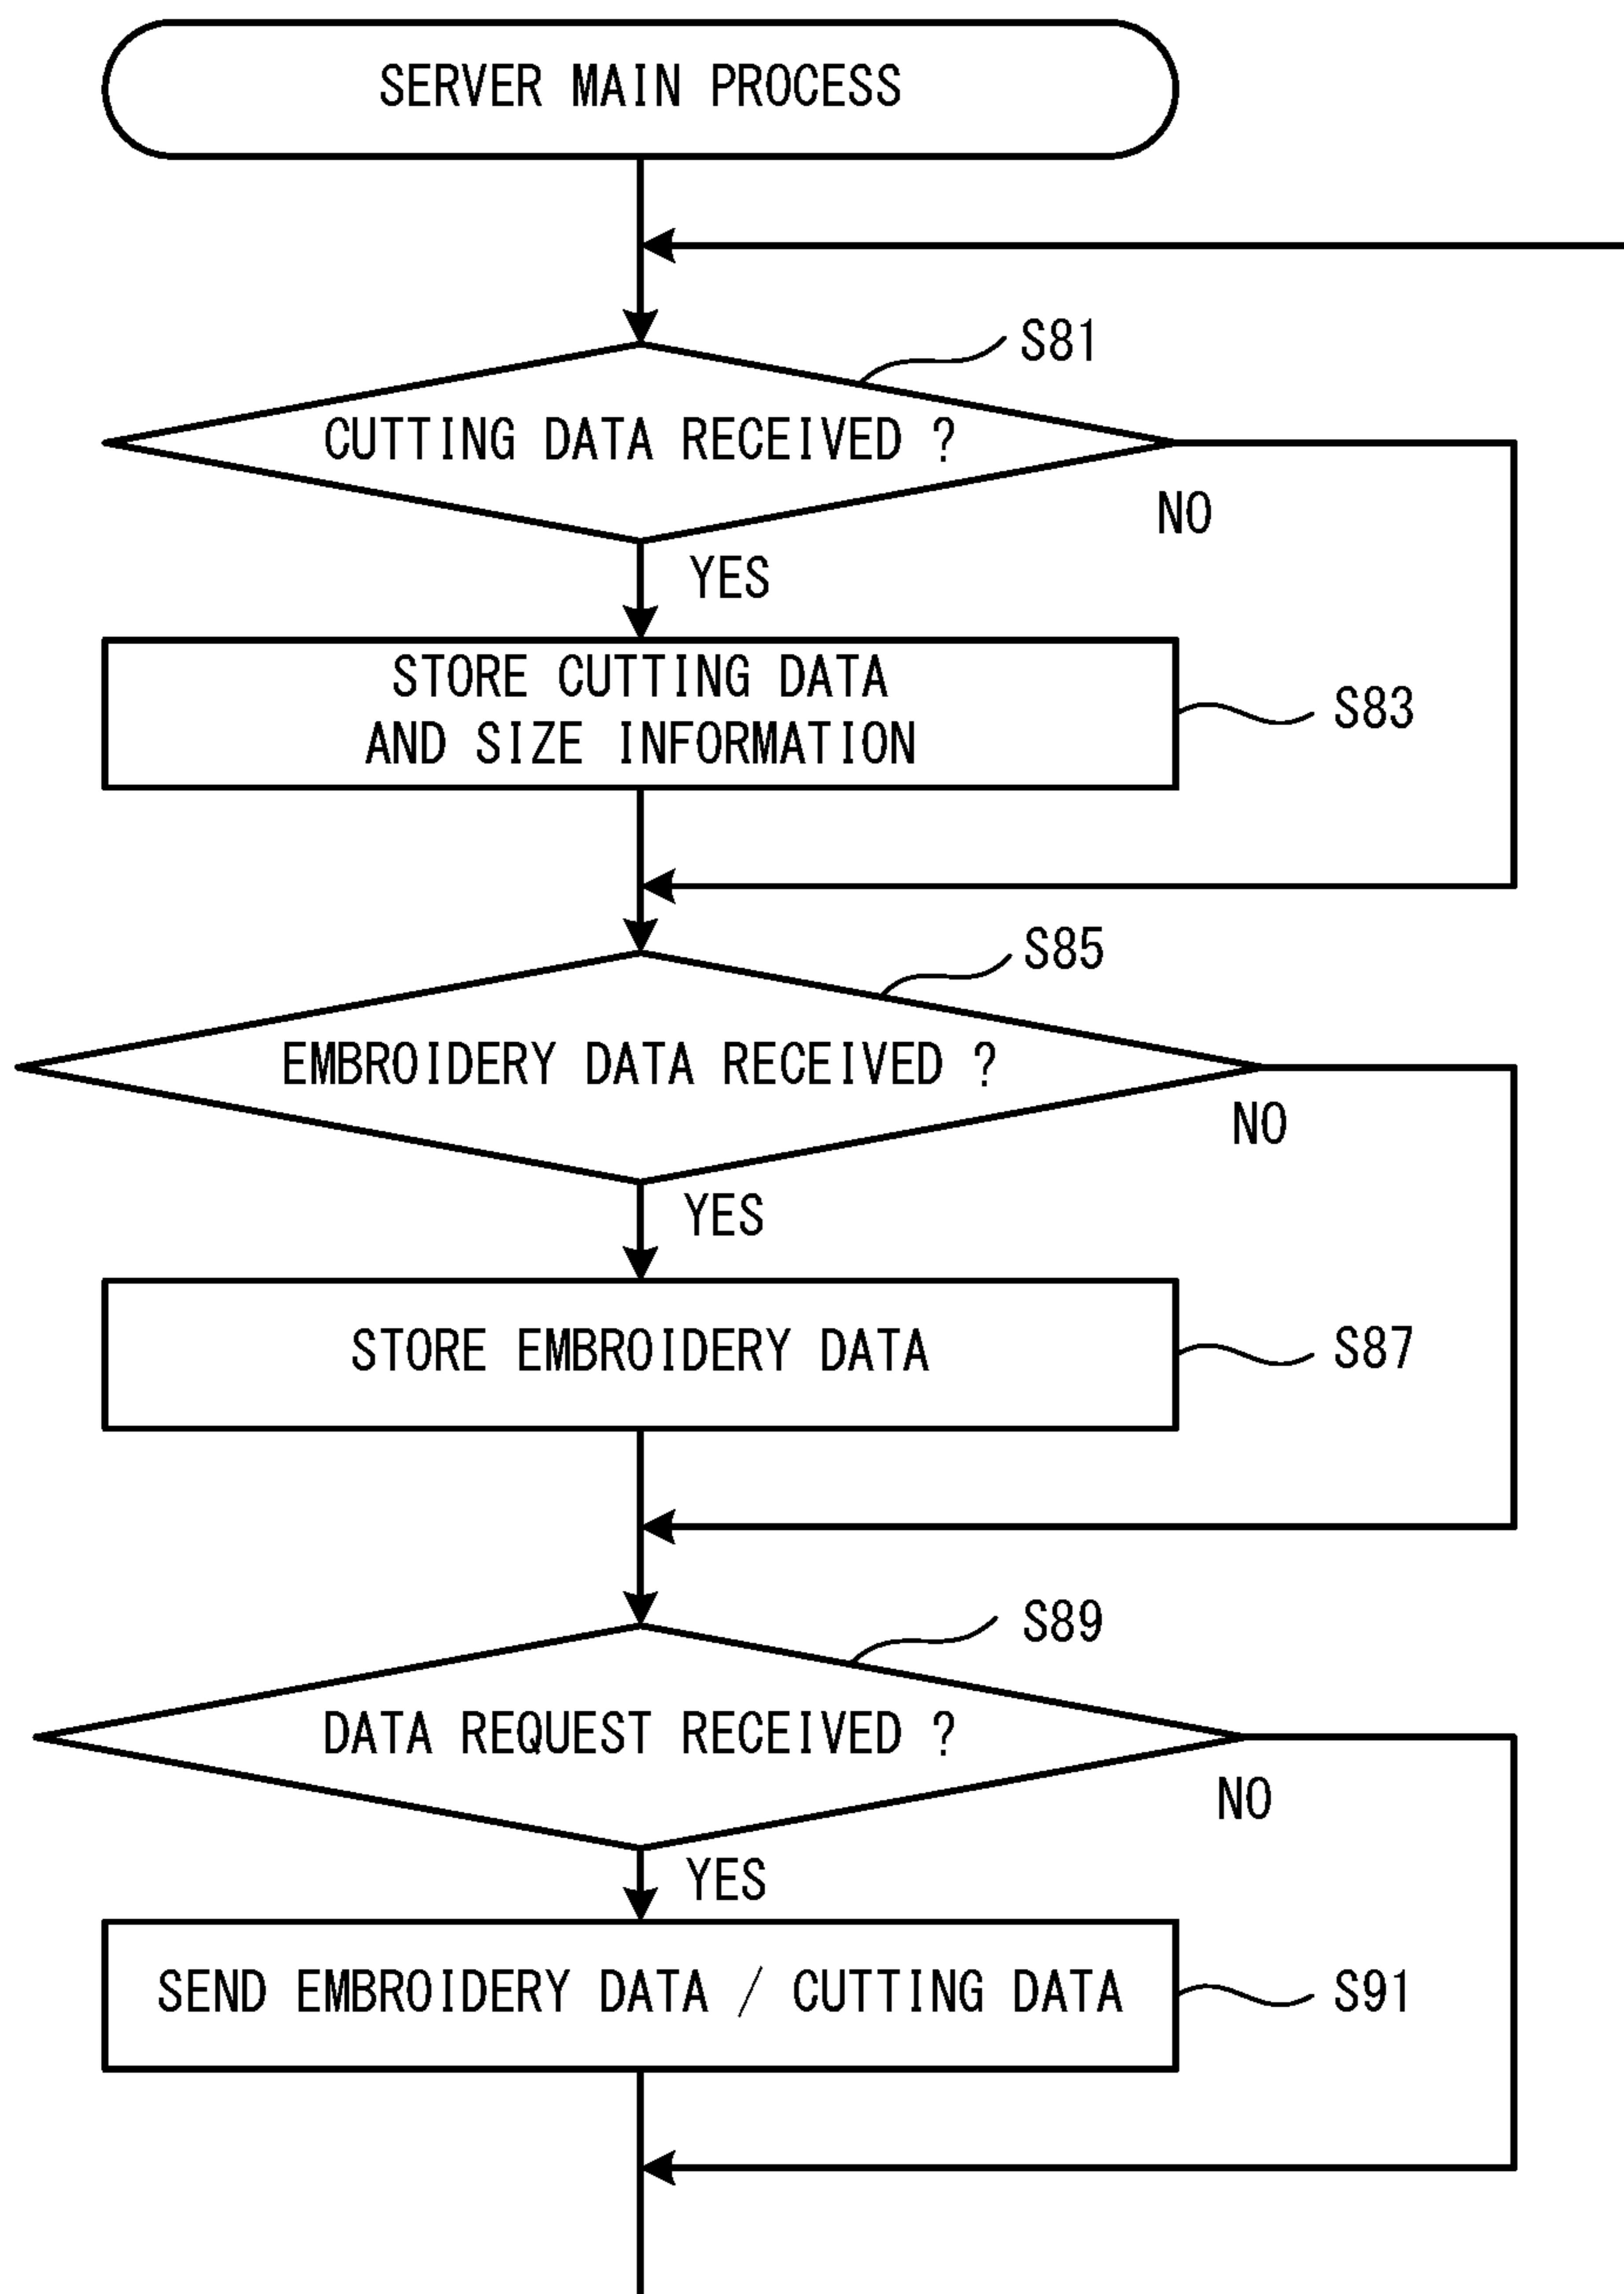 SERVER MAIN PROCESS
S81
CUTTING DATA RECEIVED ?
NO
YES
STORE CUTTING DATA
AND SIZE INFORMATION
S83
S85
EMBROIDERY DATA RECEIVED ?
NO
YES
STORE EMBROIDERY DATA
S87
S89
DATA REQUEST RECEIVED ?
NO
YES
SEND EMBROIDERY DATA / CUTTING DATA
S91